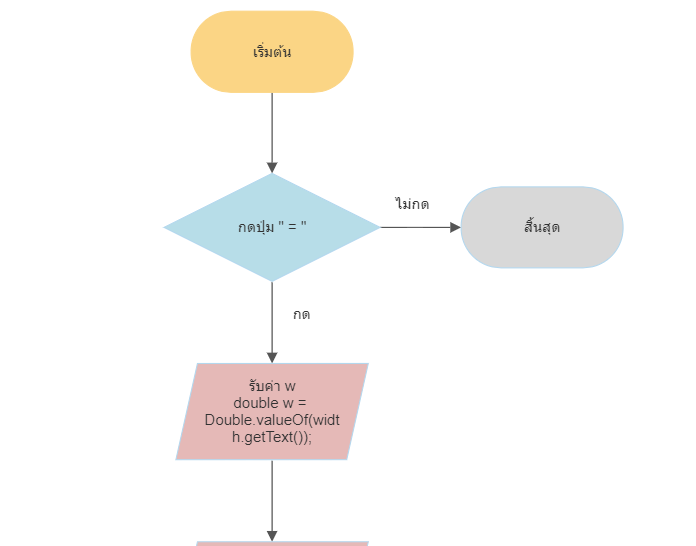 เริ่มต้น
กดปุ่ม " = "
ไม่กด
สิ้นสุด
กด
รับค่า w
double w =
Double.valueOf(widt
h.getText());